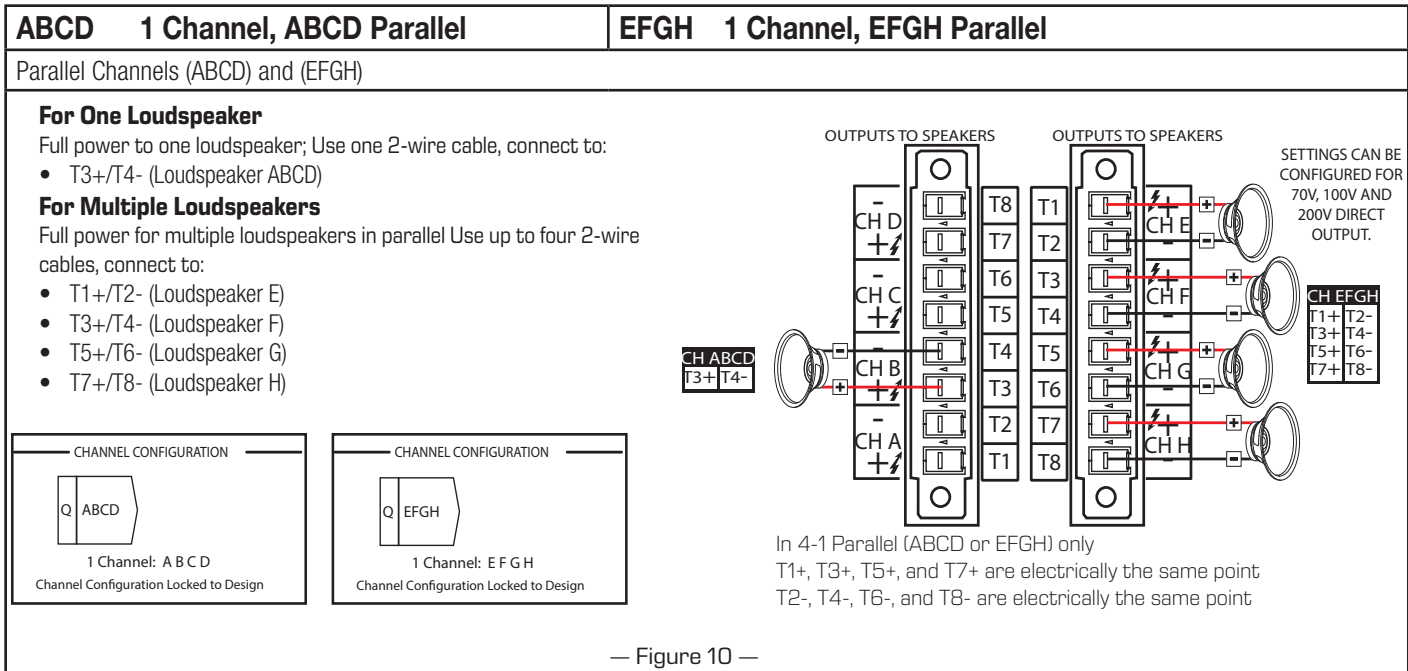 ABCD 1 Channel, ABCD Parallel
EFGH 1 Channel, EFGH Parallel
Parallel Channels (ABCD) and (EFGH)
For One Loudspeaker
Full power to one loudspeaker; Use one 2-wire cable, connect to:
• T3+/T4- (Loudspeaker ABCD)
For Multiple Loudspeakers
Full power for multiple loudspeakers in parallel Use up to four 2-wire
cables, connect to:
• T1+/T2- (Loudspeaker E)
• T3+/T4- (Loudspeaker F)
• T5+/T6- (Loudspeaker G)
• T7+/T8- (Loudspeaker H)
CHANNEL CONFIGURATION
Q ABCD
1 Channel: A B C D
Channel Configuration Locked to Design
CHANNEL CONFIGURATION
Q EFGH
1 Channel: E F G H
Channel Configuration Locked to Design
OUTPUTS TO SPEAKERS
-
CH D
+
-
CH C
+
-
CH B
+
-
CH A
+
T8
T7
T6
T5
T4
T3
T2
T1
CH ABCD
T3+ T4-
-
+
OUTPUTS TO SPEAKERS
T1
T2
T3
T4
T5
T6
T7
T8
+
CH E
-
+
CH F
-
+
CH G
-
+
CH H
-
+
-
+
-
+
-
+
-
SETTINGS CAN BE
CONFIGURED FOR
70V, 100V AND
200V DIRECT
OUTPUT.
CH EFGH
T1+ T2-
T3+ T4-
T5+ T6-
T7+ T8-
In 4-1 Parallel (ABCD or EFGH) only
T1+, T3+, T5+, and T7+ are electrically the same point
T2-, T4-, T6-, and T8- are electrically the same point
— Figure 10 —